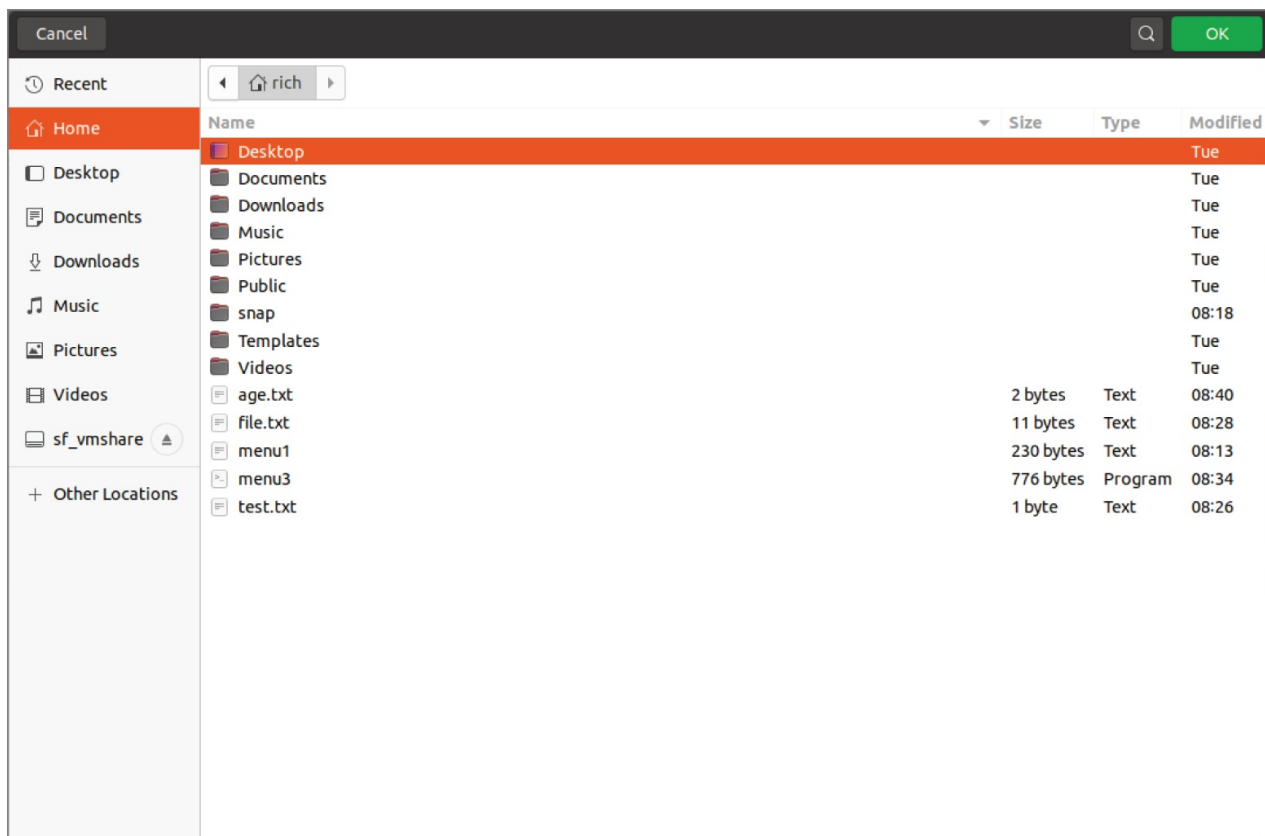 Cancel OK
Recent
Home
Desktop
Documents
Downloads
Music
Pictures
Videos
sf_vmshare
+ Other Locations
rich
Name Size Type Modified
Desktop Tue
Documents Tue
Downloads Tue
Music Tue
Pictures Tue
Public Tue
snap 08:18
Templates Tue
Videos Tue
age.txt 2 bytes Text 08:40
file.txt 11 bytes Text 08:28
menu1 230 bytes Text 08:13
menu3 776 bytes Program 08:34
test.txt 1 byte Text 08:26